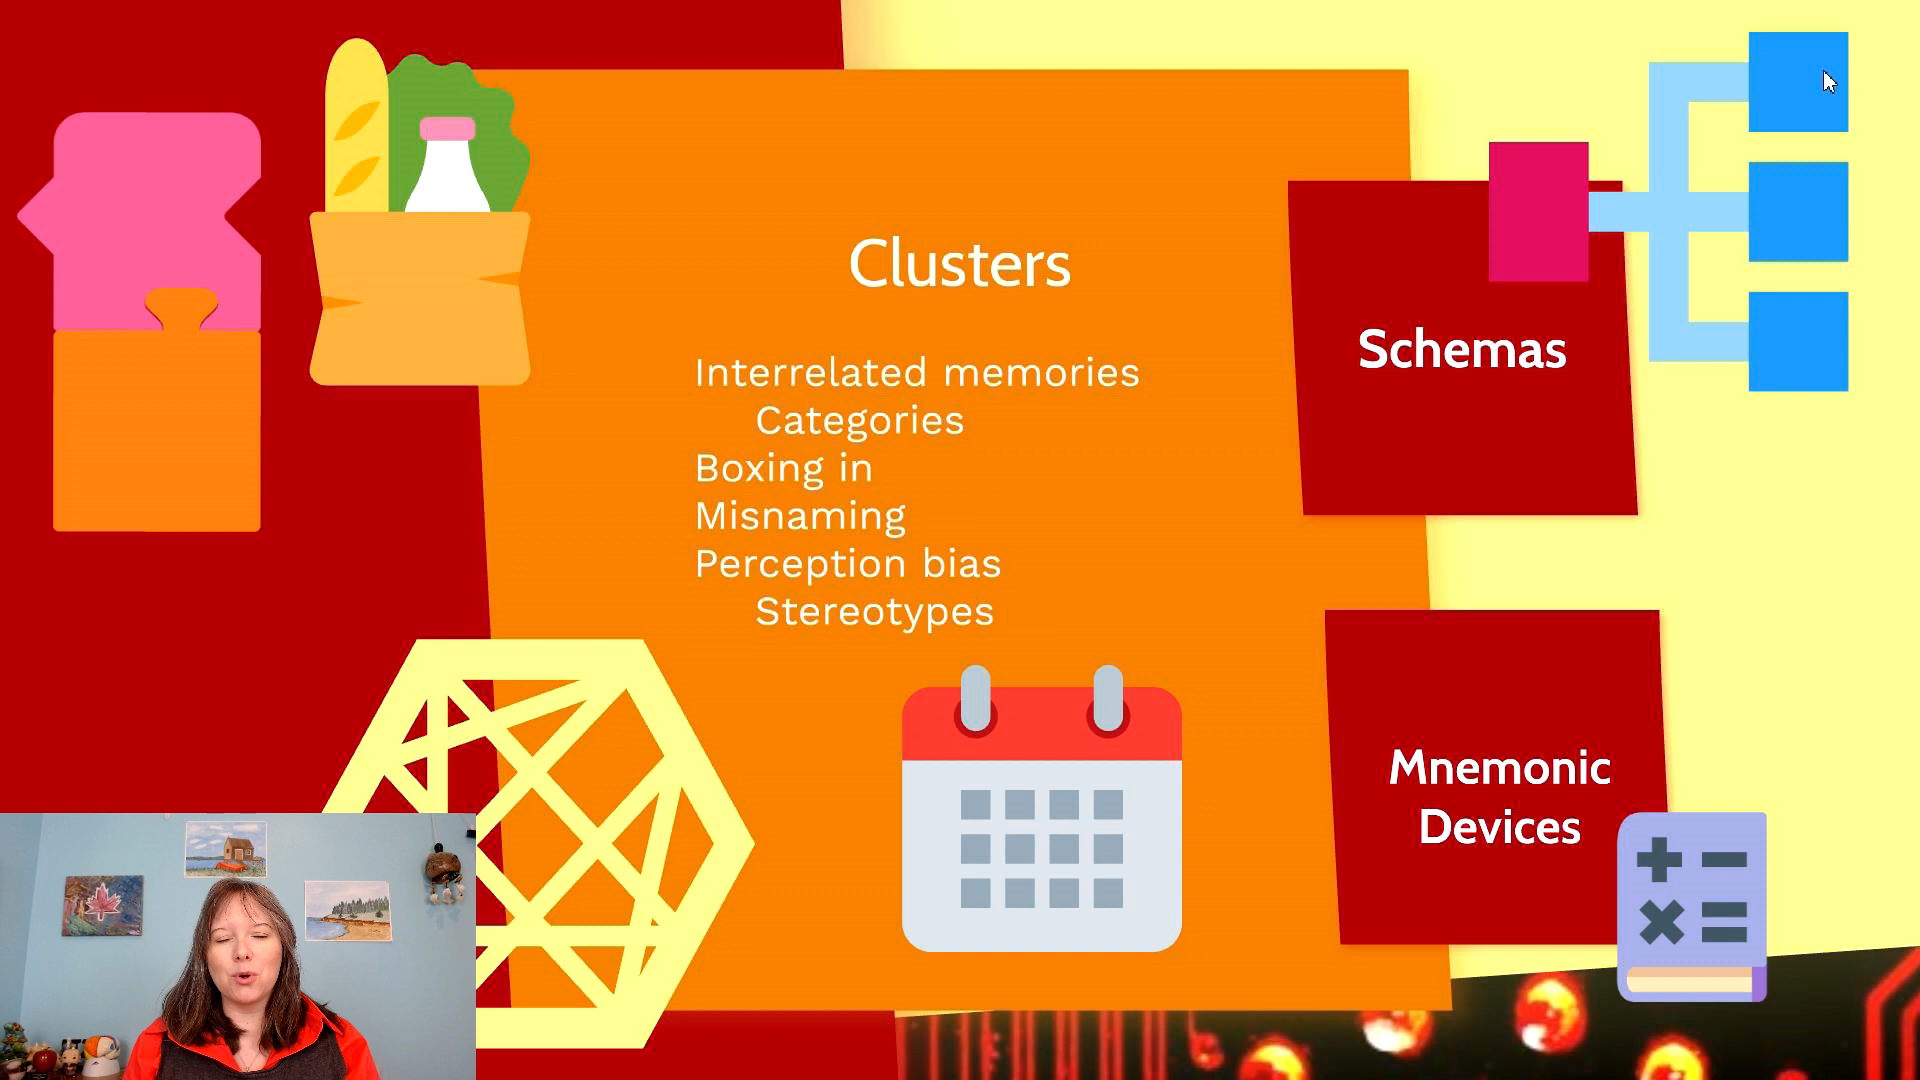 Clusters
Interrelated memories
Categories
Boxing in
Misnaming
Perception bias
Stereotypes
Schemas
Mnemonic
Devices